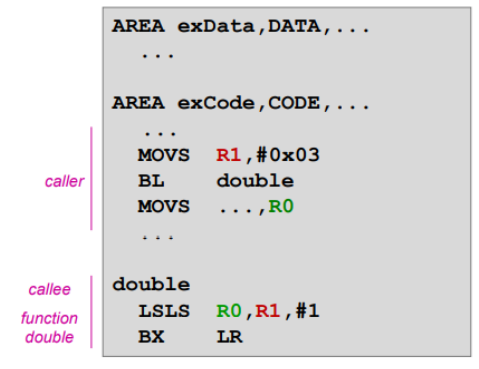 AREA exData,DATA,...
...
AREA exCode,CODE,...
...
MOVS R1,#0x03
caller BL double
MOVS ...,R0
...
callee double
function LSLS R0,R1,#1
double BX LR